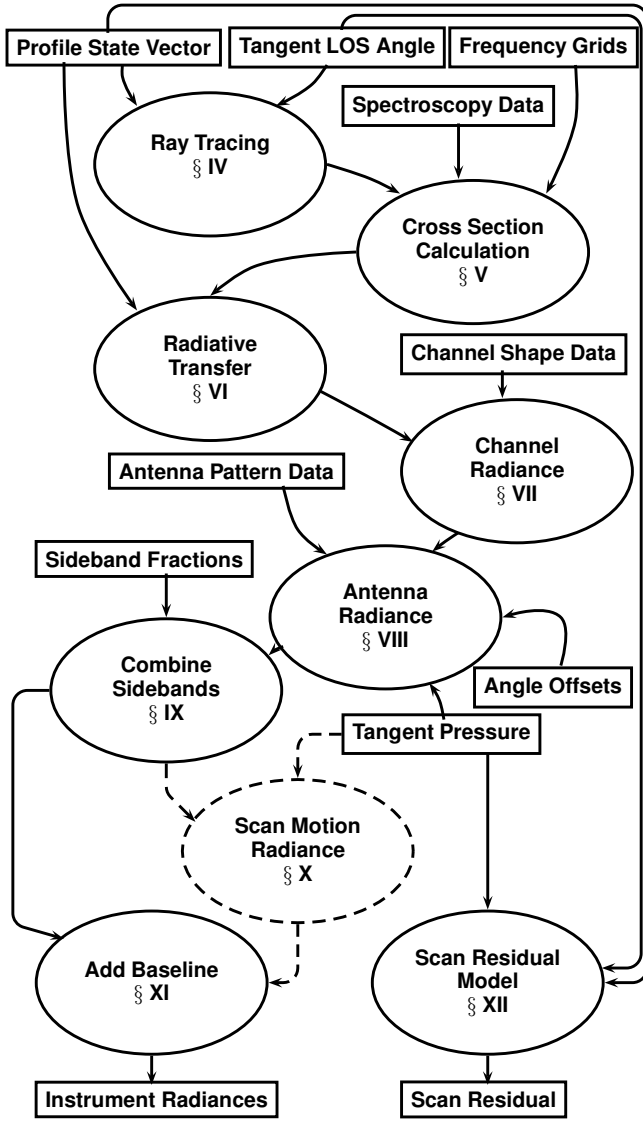 Profile State Vector
Tangent LOS Angle
Frequency Grids
Spectroscopy Data
Ray Tracing
§ IV
Cross Section
Calculation
§ V
Radiative
Transfer
§ VI
Channel Shape Data
Channel
Radiance
§ VII
Antenna Pattern Data
Sideband Fractions
Antenna
Radiance
§ VIII
Combine
Sidebands
§ IX
Angle Offsets
Tangent Pressure
Scan Motion
Radiance
§ X
Add Baseline
§ XI
Scan Residual
Model
§ XII
Instrument Radiances
Scan Residual